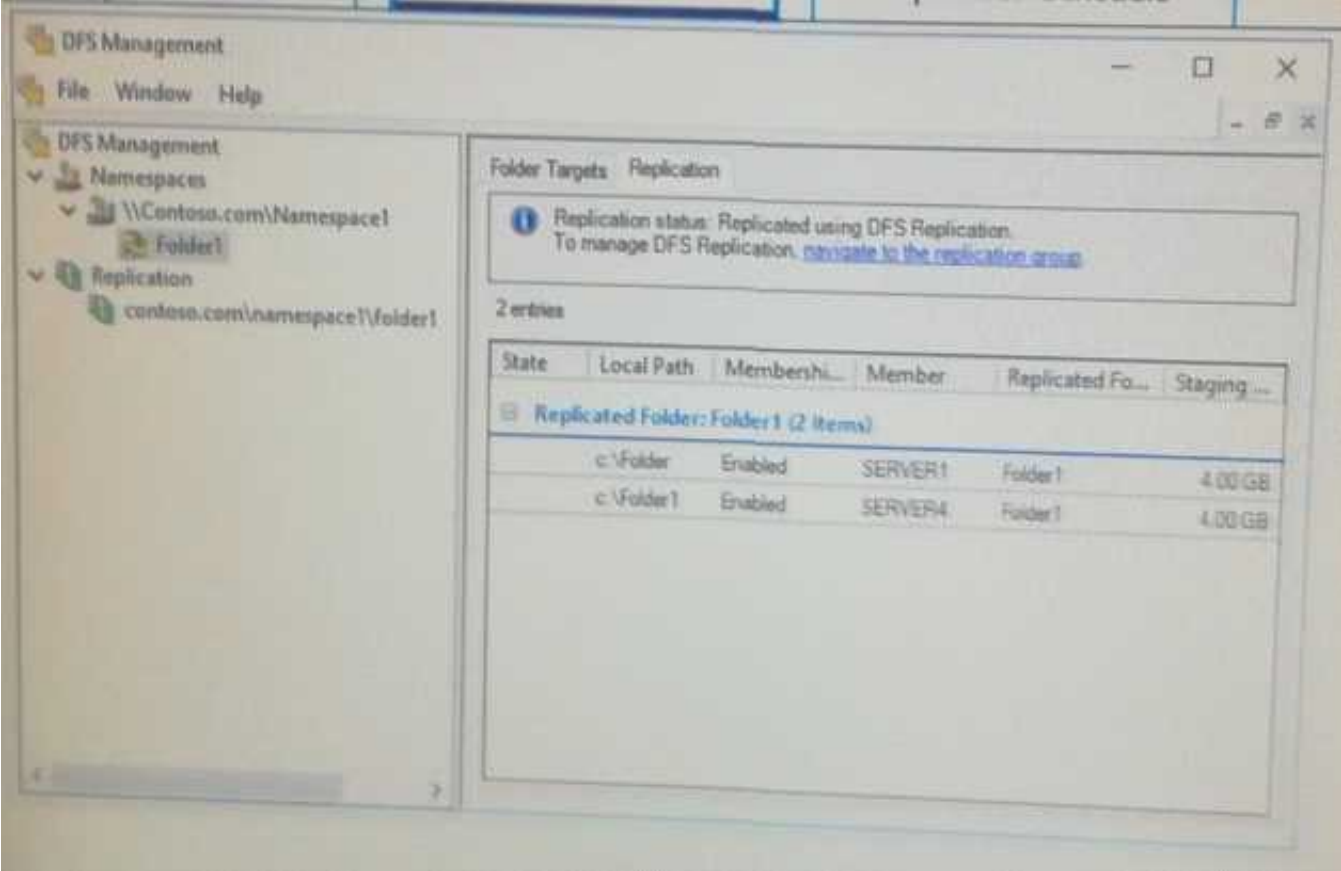 DFS Management
File Window Help
DFS Management
Namespaces
\\Contoso.com\Namespace1
Folder1
Replication
contoso.com\namespace1\folder1
Folder Targets Replication
Replication status: Replicated using DFS Replication.
To manage DFS Replication, navigate to the replication group.
2 entries
State Local Path Membershi... Member Replicated Fo... Staging ...
Replicated Folder: Folder1 (2 items)
c:\Folder Enabled SERVER1 Folder1 4.00 GB
c:\Folder1 Enabled SERVER4 Folder1 4.00 GB